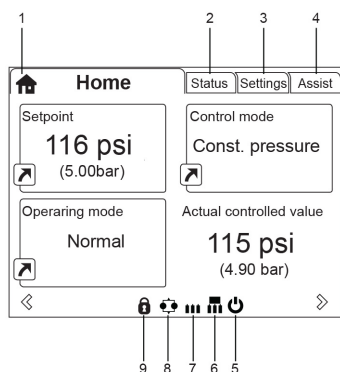 1 2 3 4
Home Status Settings Assist
Setpoint
116 psi
(5.00bar)
Control mode
Const. pressure
Operaring mode
Normal
Actual controlled value
115 psi
(4.90 bar)
9 8 7 6 5